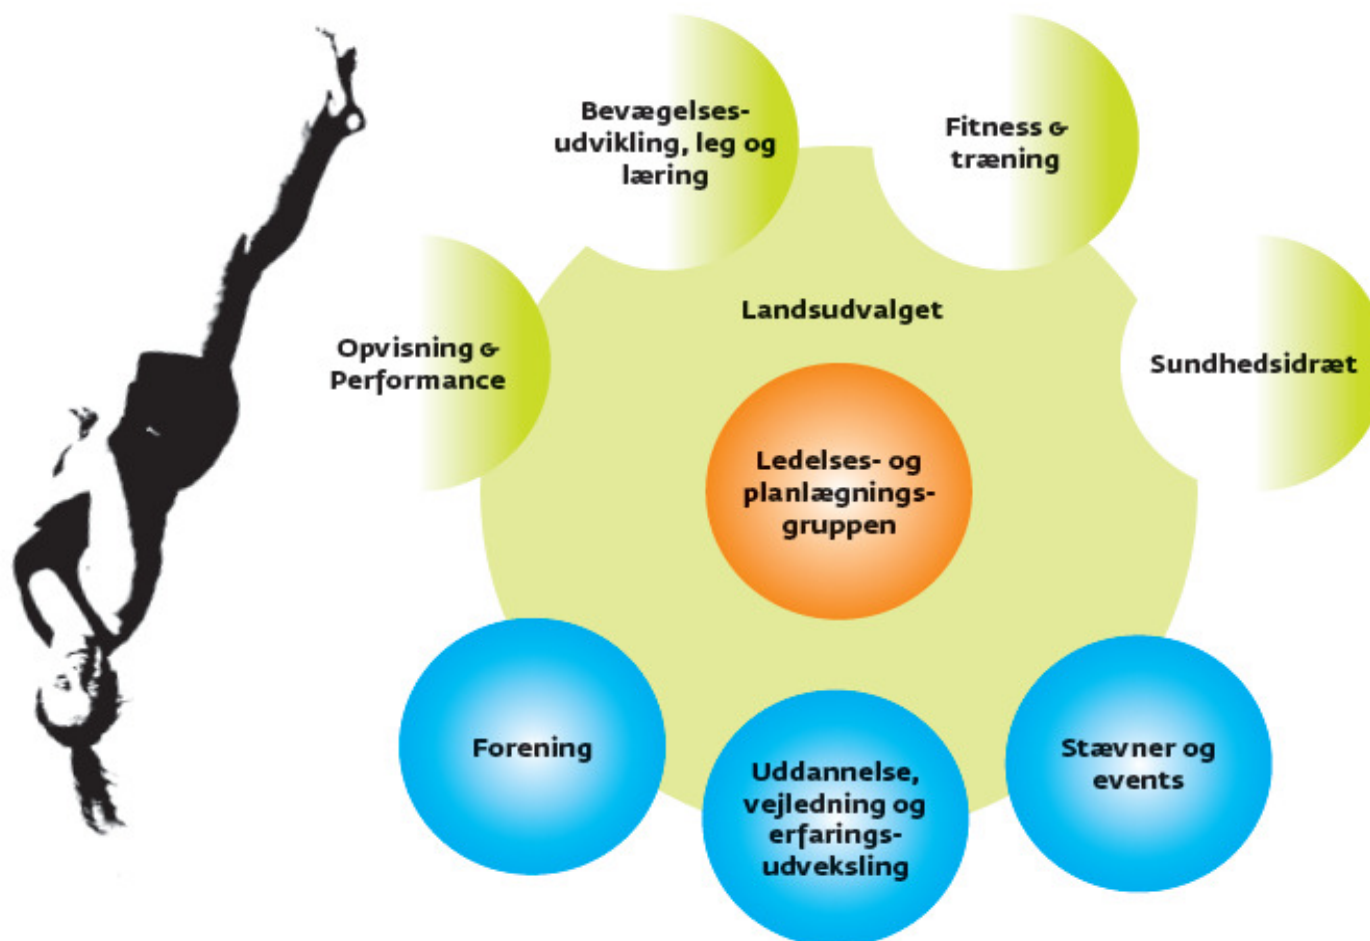 Bevægelses-
udvikling, leg og
læring
Fitness &
træning
Landsudvalget
Opvisning &
Performance
Sundhedsidræt
Ledelses- og
planlægnings-
gruppen
Forening
Uddannelse,
vejledning og
erfarings-
udveksling
Stævner og
events